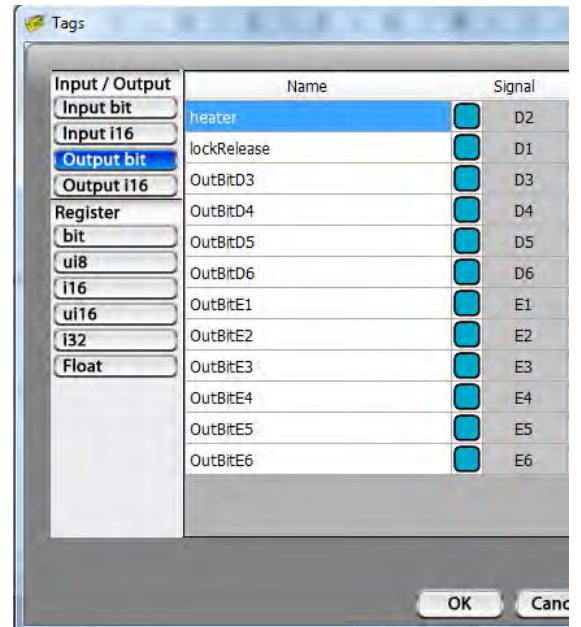 Tags
Input / Output
Input bit
Input i16
Output bit
Output i16
Register
bit
ui8
i16
ui16
i32
Float
Name Signal
heater D2
lockRelease D1
OutBitD3 D3
OutBitD4 D4
OutBitD5 D5
OutBitD6 D6
OutBitE1 E1
OutBitE2 E2
OutBitE3 E3
OutBitE4 E4
OutBitE5 E5
OutBitE6 E6
OK Canc